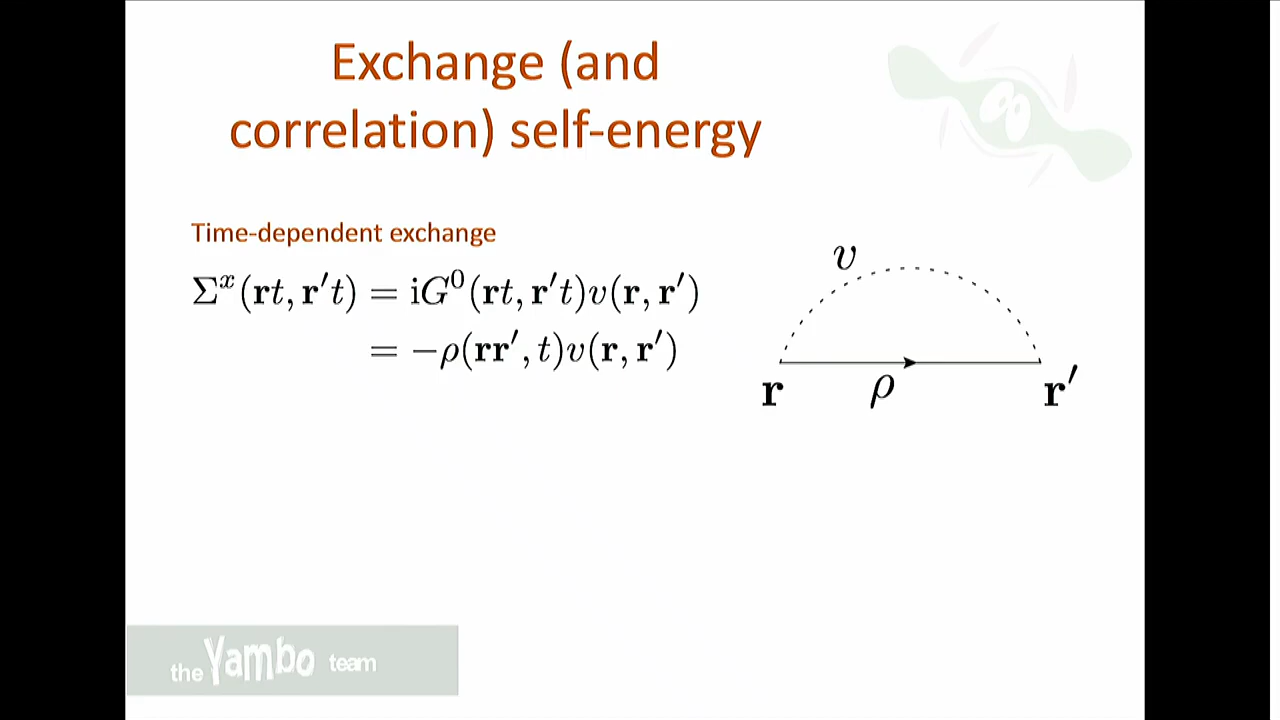 Exchange (and
correlation) self-energy
Time-dependent exchange
Σˣ(rt, r′t) = iG⁰(rt, r′t)v(r, r′)
= −ρ(rr′, t)v(r, r′)
v
r
ρ
r′
the Yambo team